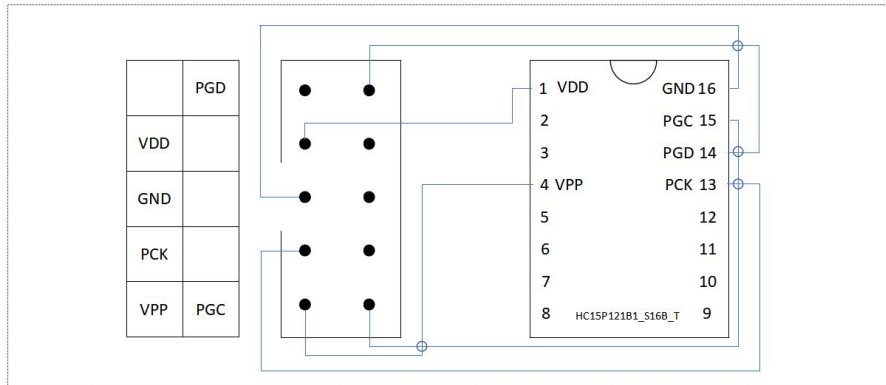 PGD
VDD
GND
PCK
VPP PGC
1 VDD GND 16
2 PGC 15
3 PGD 14
4 VPP PCK 13
5 12
6 11
7 10
8 HC15P121B1_S16B_T 9